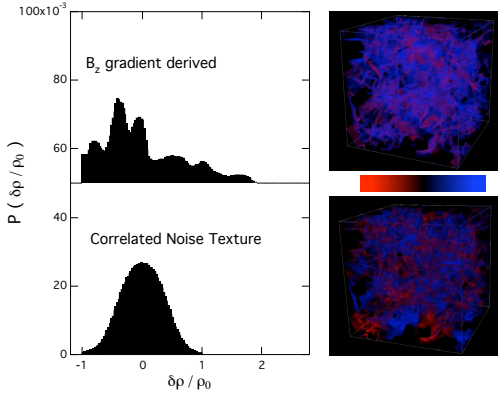 100x10⁻³
B_z gradient derived
80
60
P ( δρ / ρ₀ )
40
Correlated Noise Texture
20
0
-1 0 1 2
δρ / ρ₀